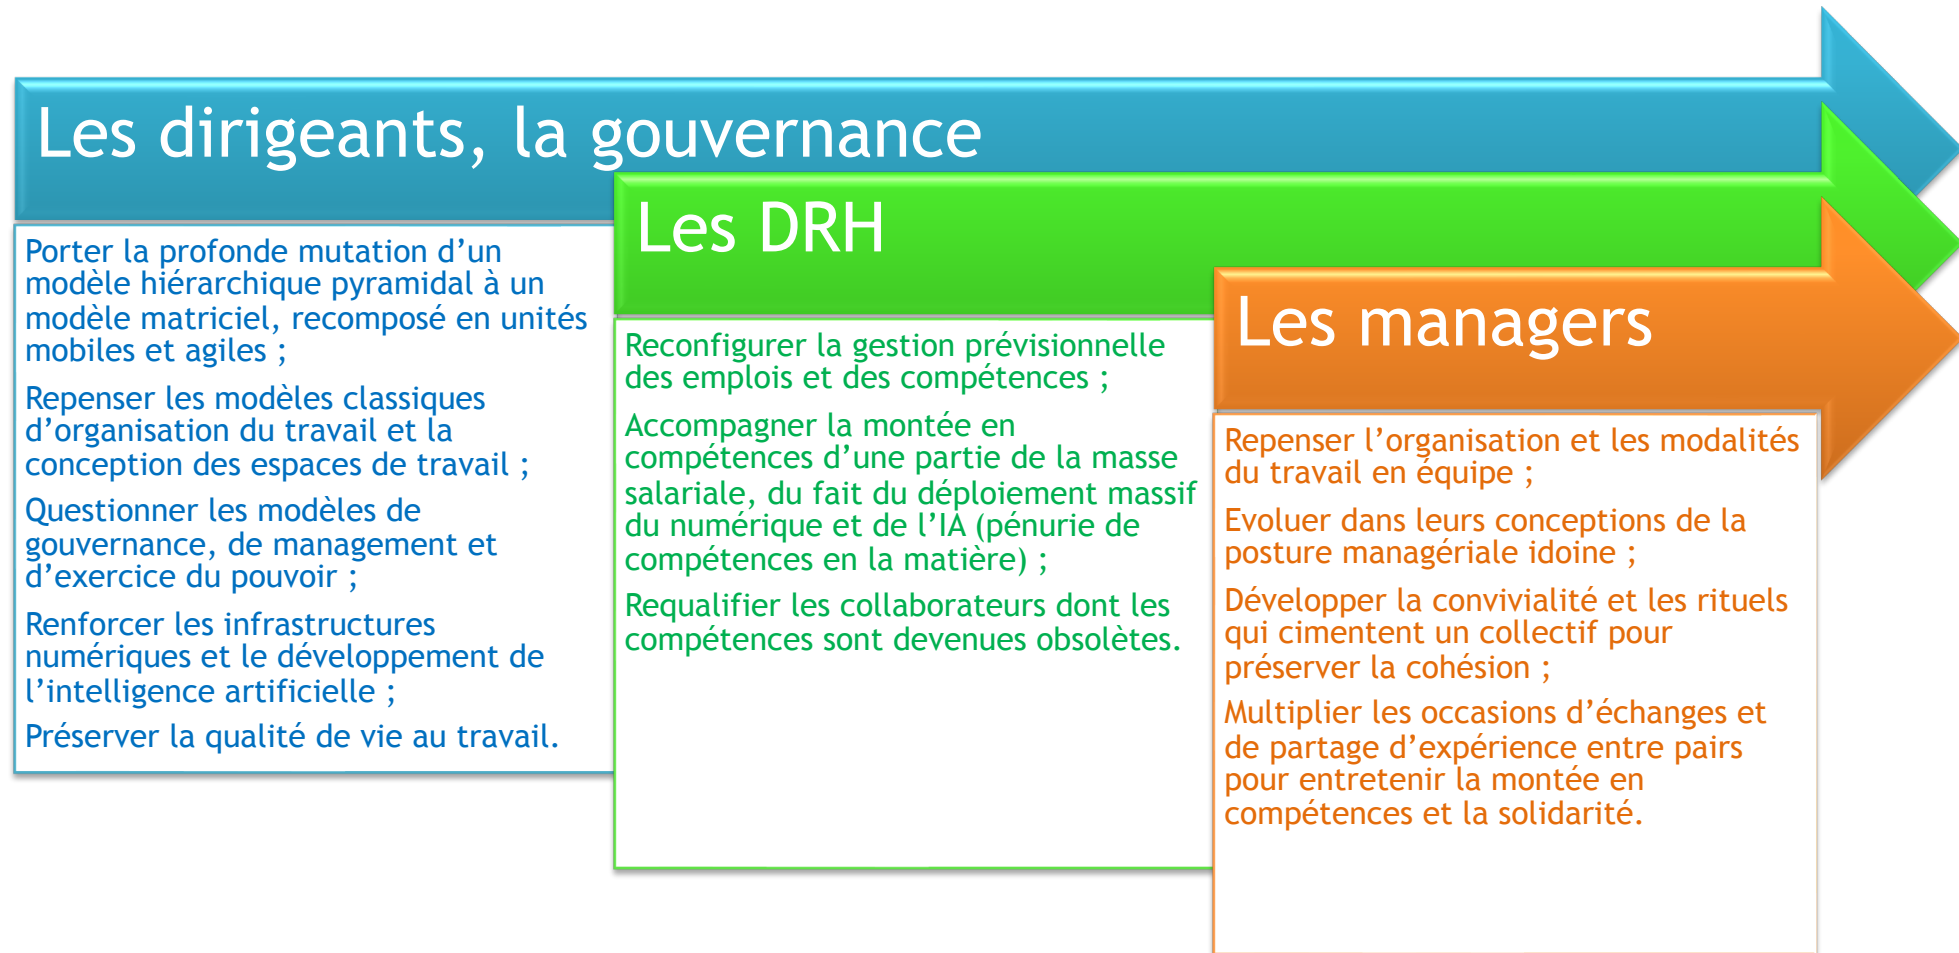 Les dirigeants, la gouvernance
Porter la profonde mutation d’un
modèle hiérarchique pyramidal à un
modèle matriciel, recomposé en unités
mobiles et agiles ;
Repenser les modèles classiques
d’organisation du travail et la
conception des espaces de travail ;
Questionner les modèles de
gouvernance, de management et
d’exercice du pouvoir ;
Renforcer les infrastructures
numériques et le développement de
l’intelligence artificielle ;
Préserver la qualité de vie au travail.
Les DRH
Reconfigurer la gestion prévisionnelle
des emplois et des compétences ;
Accompagner la montée en
compétences d’une partie de la masse
salariale, du fait du déploiement massif
du numérique et de l’IA (pénurie de
compétences en la matière) ;
Requalifier les collaborateurs dont les
compétences sont devenues obsolètes.
Les managers
Repenser l’organisation et les modalités
du travail en équipe ;
Evoluer dans leurs conceptions de la
posture managériale idoine ;
Développer la convivialité et les rituels
qui cimentent un collectif pour
préserver la cohésion ;
Multiplier les occasions d’échanges et
de partage d’expérience entre pairs
pour entretenir la montée en
compétences et la solidarité.